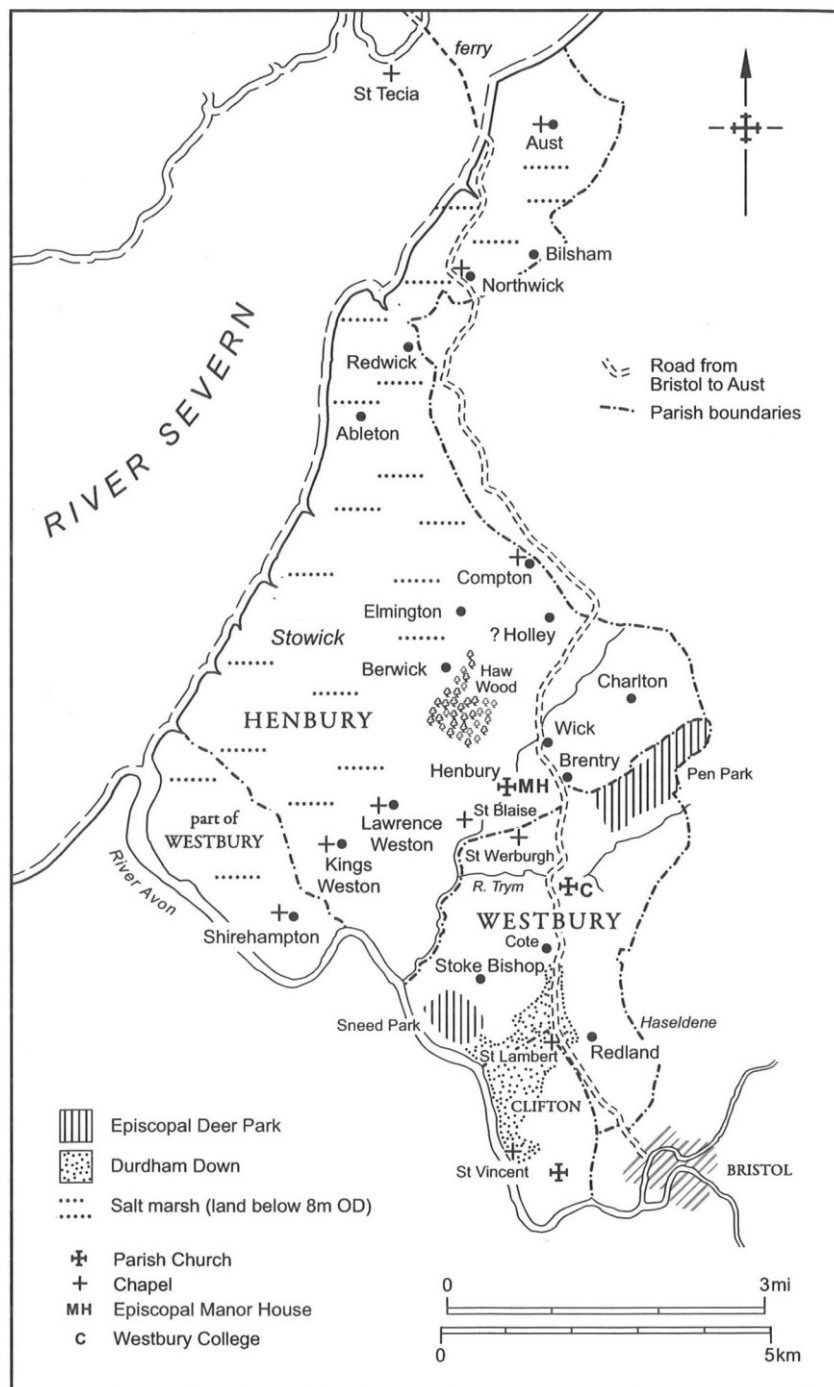 ferry
St Tecia
Aust
Bilsham
Northwick
Redwick
Road from
Bristol to Aust
Parish boundaries
Ableton
RIVER SEVERN
Compton
Elmington
? Holley
Stowick
Berwick
Haw
Wood
Charlton
HENBURY
Wick
Brentry
Henbury
MH
Pen Park
St Blaise
Lawrence
Weston
part of
WESTBURY
St Werburgh
Kings
Weston
River Avon
R. Trym
C
WESTBURY
Shirehampton
Cote
Stoke Bishop
Sneed Park
Haseldene
St Lambert
Redland
CLIFTON
St Vincent
BRISTOL
Episcopal Deer Park
Durdham Down
Salt marsh (land below 8m OD)
Parish Church
Chapel
MH Episcopal Manor House
C Westbury College
0 3mi
0 5km